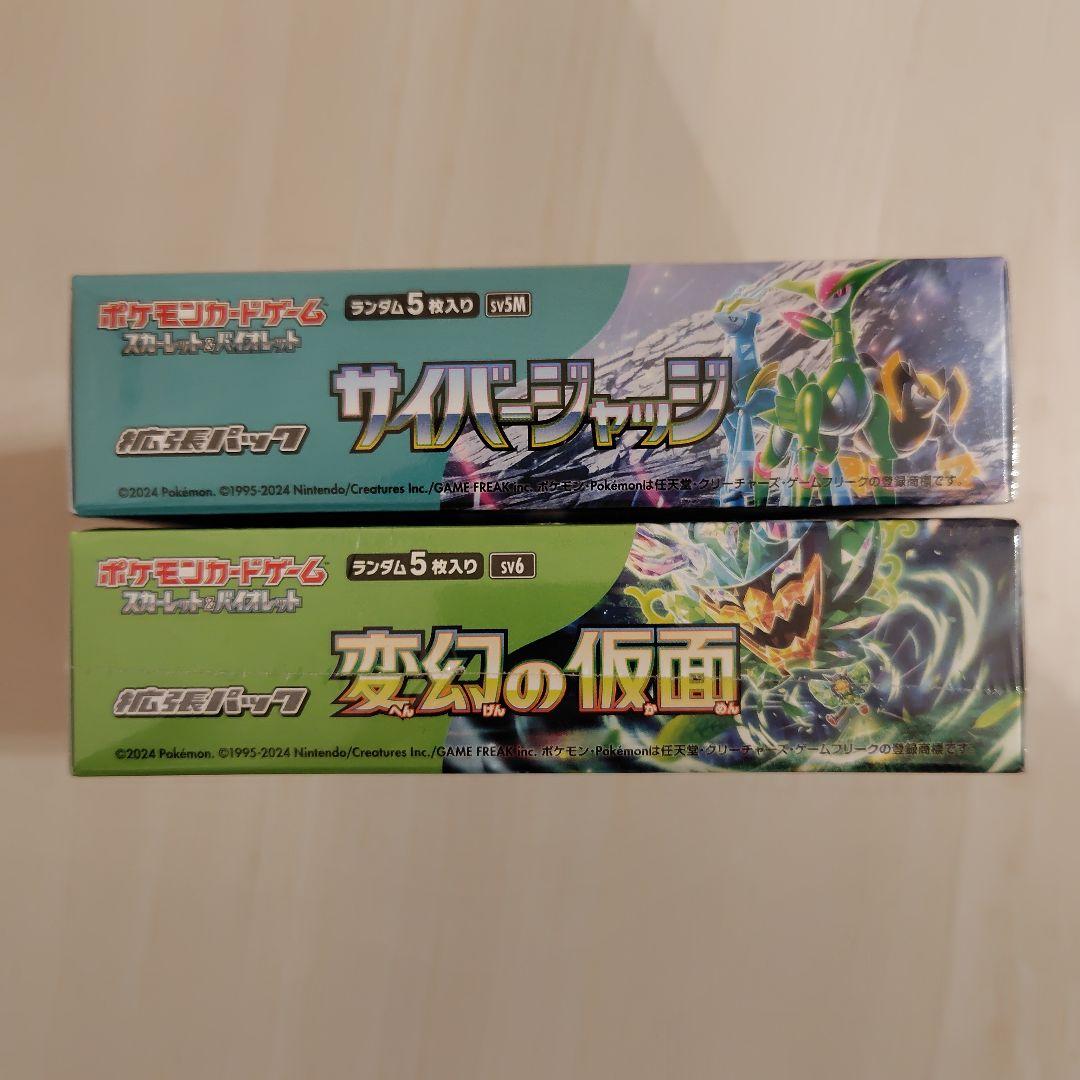 ポケモンカードゲーム
スカーレット&バイオレット
ランダム5枚入り SV5M
サイバージャッジ
拡張パック
©2024 Pokémon. ©1995-2024 Nintendo/Creatures Inc./GAME FREAK inc. ポケモン・Pokémonは任天堂・クリーチャーズ・ゲームフリークの登録商標です。
ポケモンカードゲーム
スカーレット&バイオレット
ランダム5枚入り SV6
変幻の仮面
へん げん か めん
拡張パック
©2024 Pokémon. ©1995-2024 Nintendo/Creatures Inc./GAME FREAK inc. ポケモン・Pokémonは任天堂・クリーチャーズ・ゲームフリークの登録商標です。